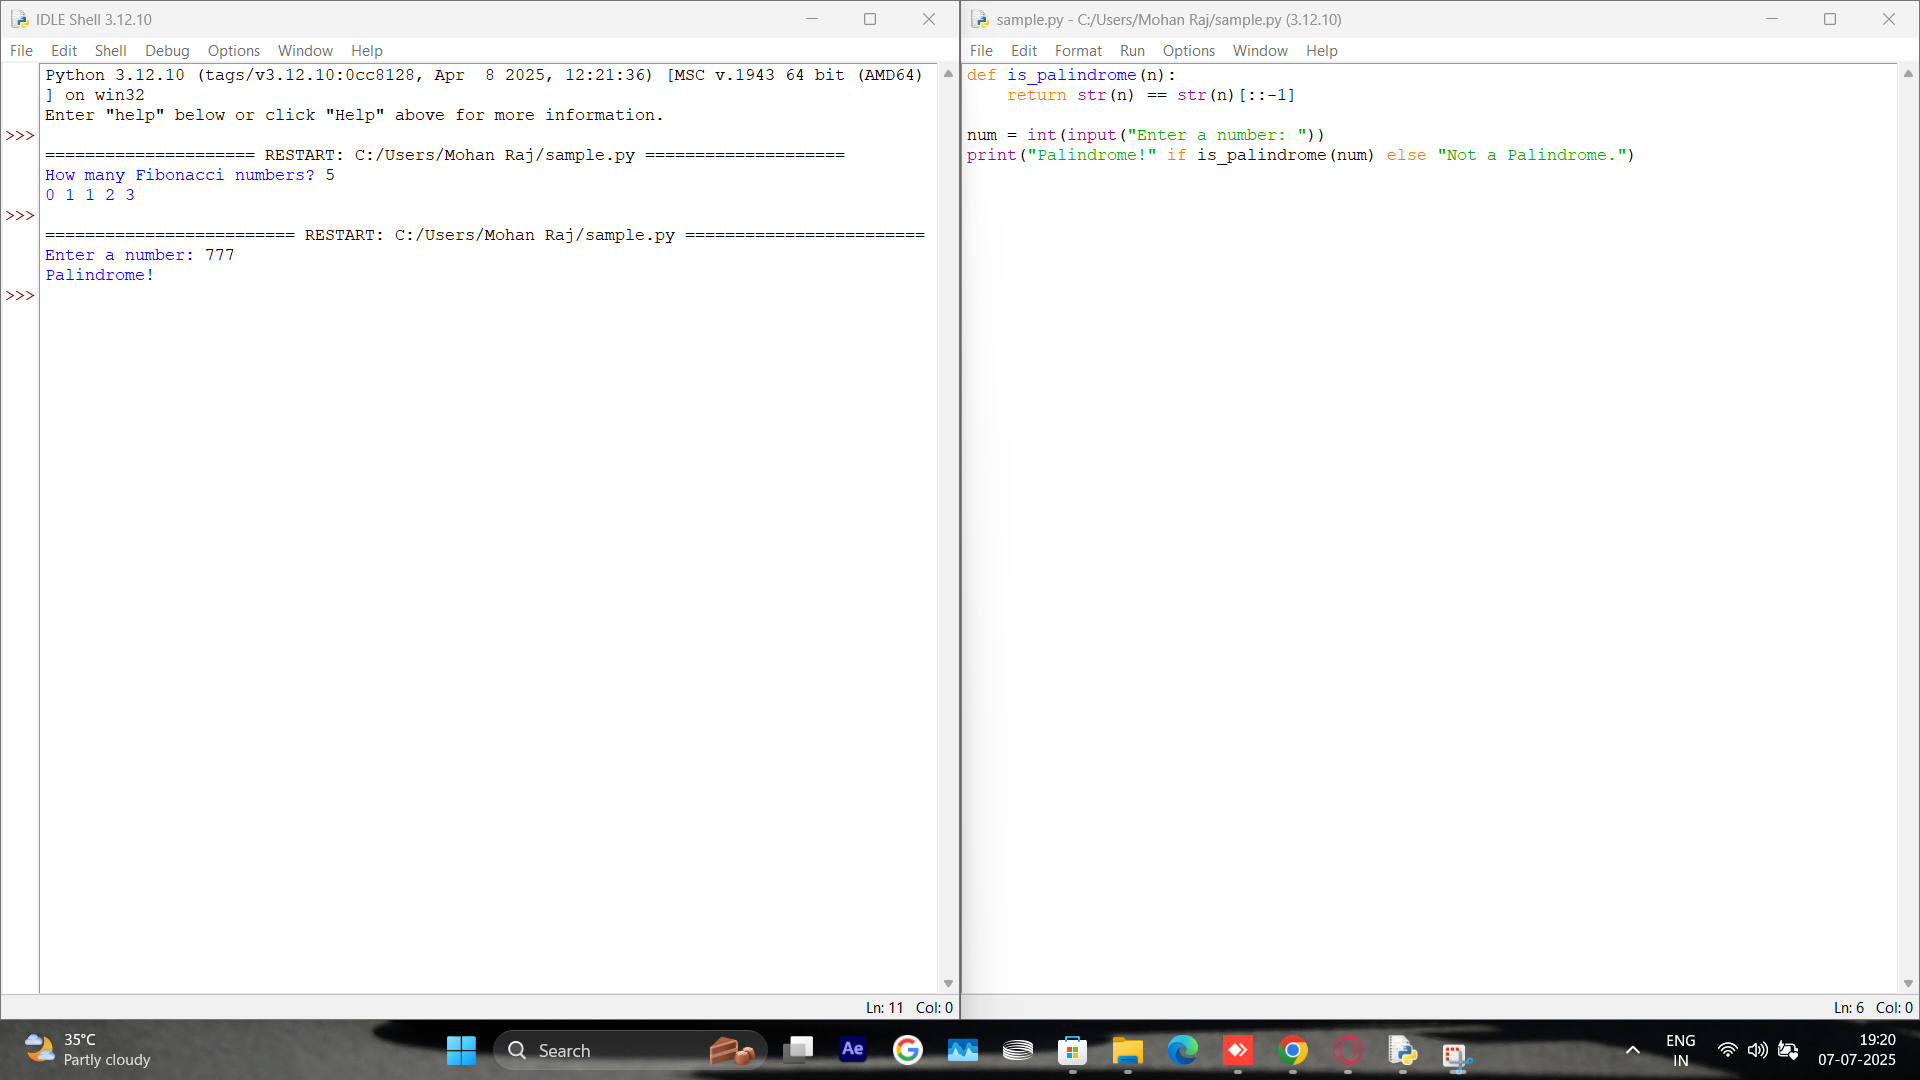 IDLE Shell 3.12.10
File Edit Shell Debug Options Window Help
Python 3.12.10 (tags/v3.12.10:0cc8128, Apr  8 2025, 12:21:36) [MSC v.1943 64 bit (AMD64)
] on win32
Enter "help" below or click "Help" above for more information.
>>>
===================== RESTART: C:/Users/Mohan Raj/sample.py ====================
How many Fibonacci numbers? 5
0 1 1 2 3
>>>
========================= RESTART: C:/Users/Mohan Raj/sample.py ========================
Enter a number: 777
Palindrome!
>>>
Ln: 11 Col: 0
sample.py - C:/Users/Mohan Raj/sample.py (3.12.10)
File Edit Format Run Options Window Help
def is_palindrome(n):
    return str(n) == str(n)[::-1]
num = int(input("Enter a number: "))
print("Palindrome!" if is_palindrome(num) else "Not a Palindrome.")
Ln: 6 Col: 0
35°C
Partly cloudy
Search
Ae
ENG
IN
19:20
07-07-2025